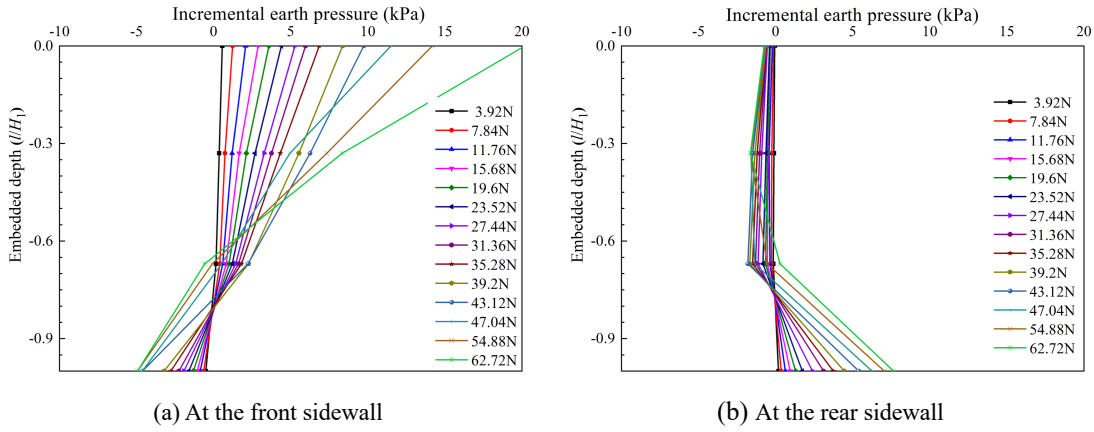 Incremental earth pressure (kPa)
-10 -5 0 5 10 15 20
0.0
-0.3
-0.6
-0.9
Embedded depth (l/H₁)
3.92N
7.84N
11.76N
15.68N
19.6N
23.52N
27.44N
31.36N
35.28N
39.2N
43.12N
47.04N
54.88N
62.72N
(a) At the front sidewall
Incremental earth pressure (kPa)
-10 -5 0 5 10 15 20
0.0
-0.3
-0.6
-0.9
Embedded depth (l/H₁)
3.92N
7.84N
11.76N
15.68N
19.6N
23.52N
27.44N
31.36N
35.28N
39.2N
43.12N
47.04N
54.88N
62.72N
(b) At the rear sidewall